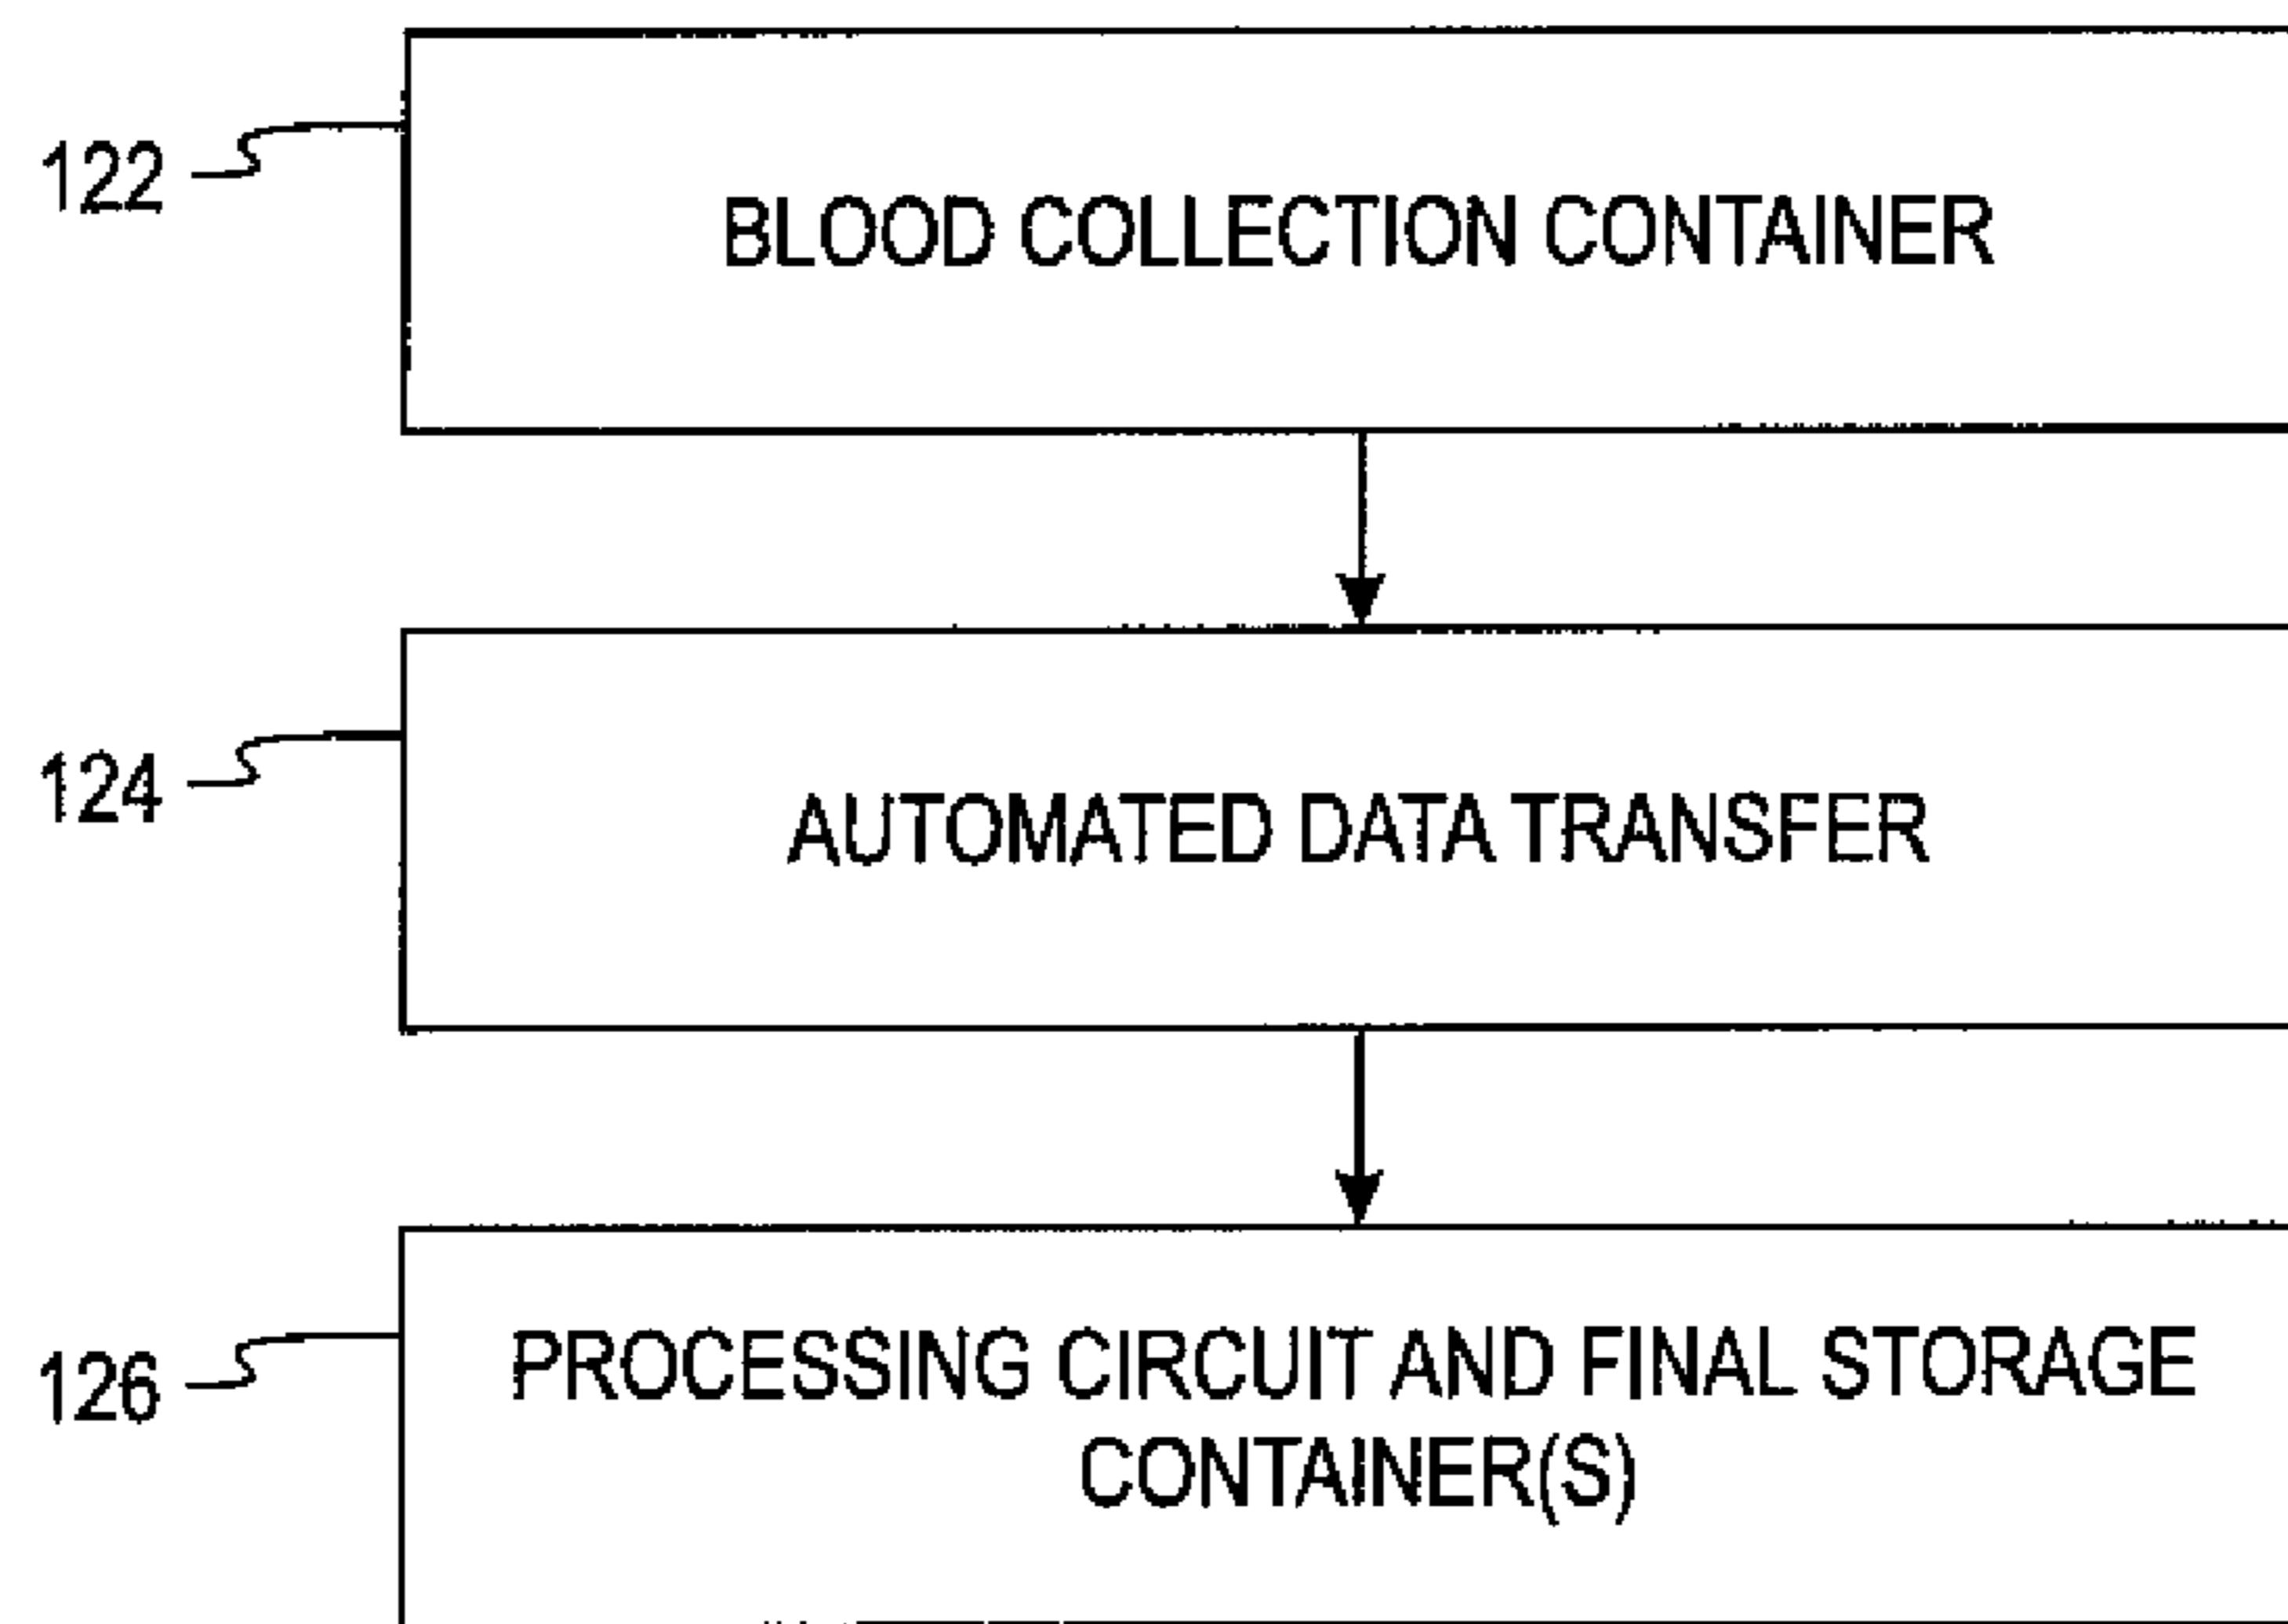 122
BLOOD COLLECTION CONTAINER
124
AUTOMATED DATA TRANSFER
126
PROCESSING CIRCUIT AND FINAL STORAGE
CONTAINER(S)